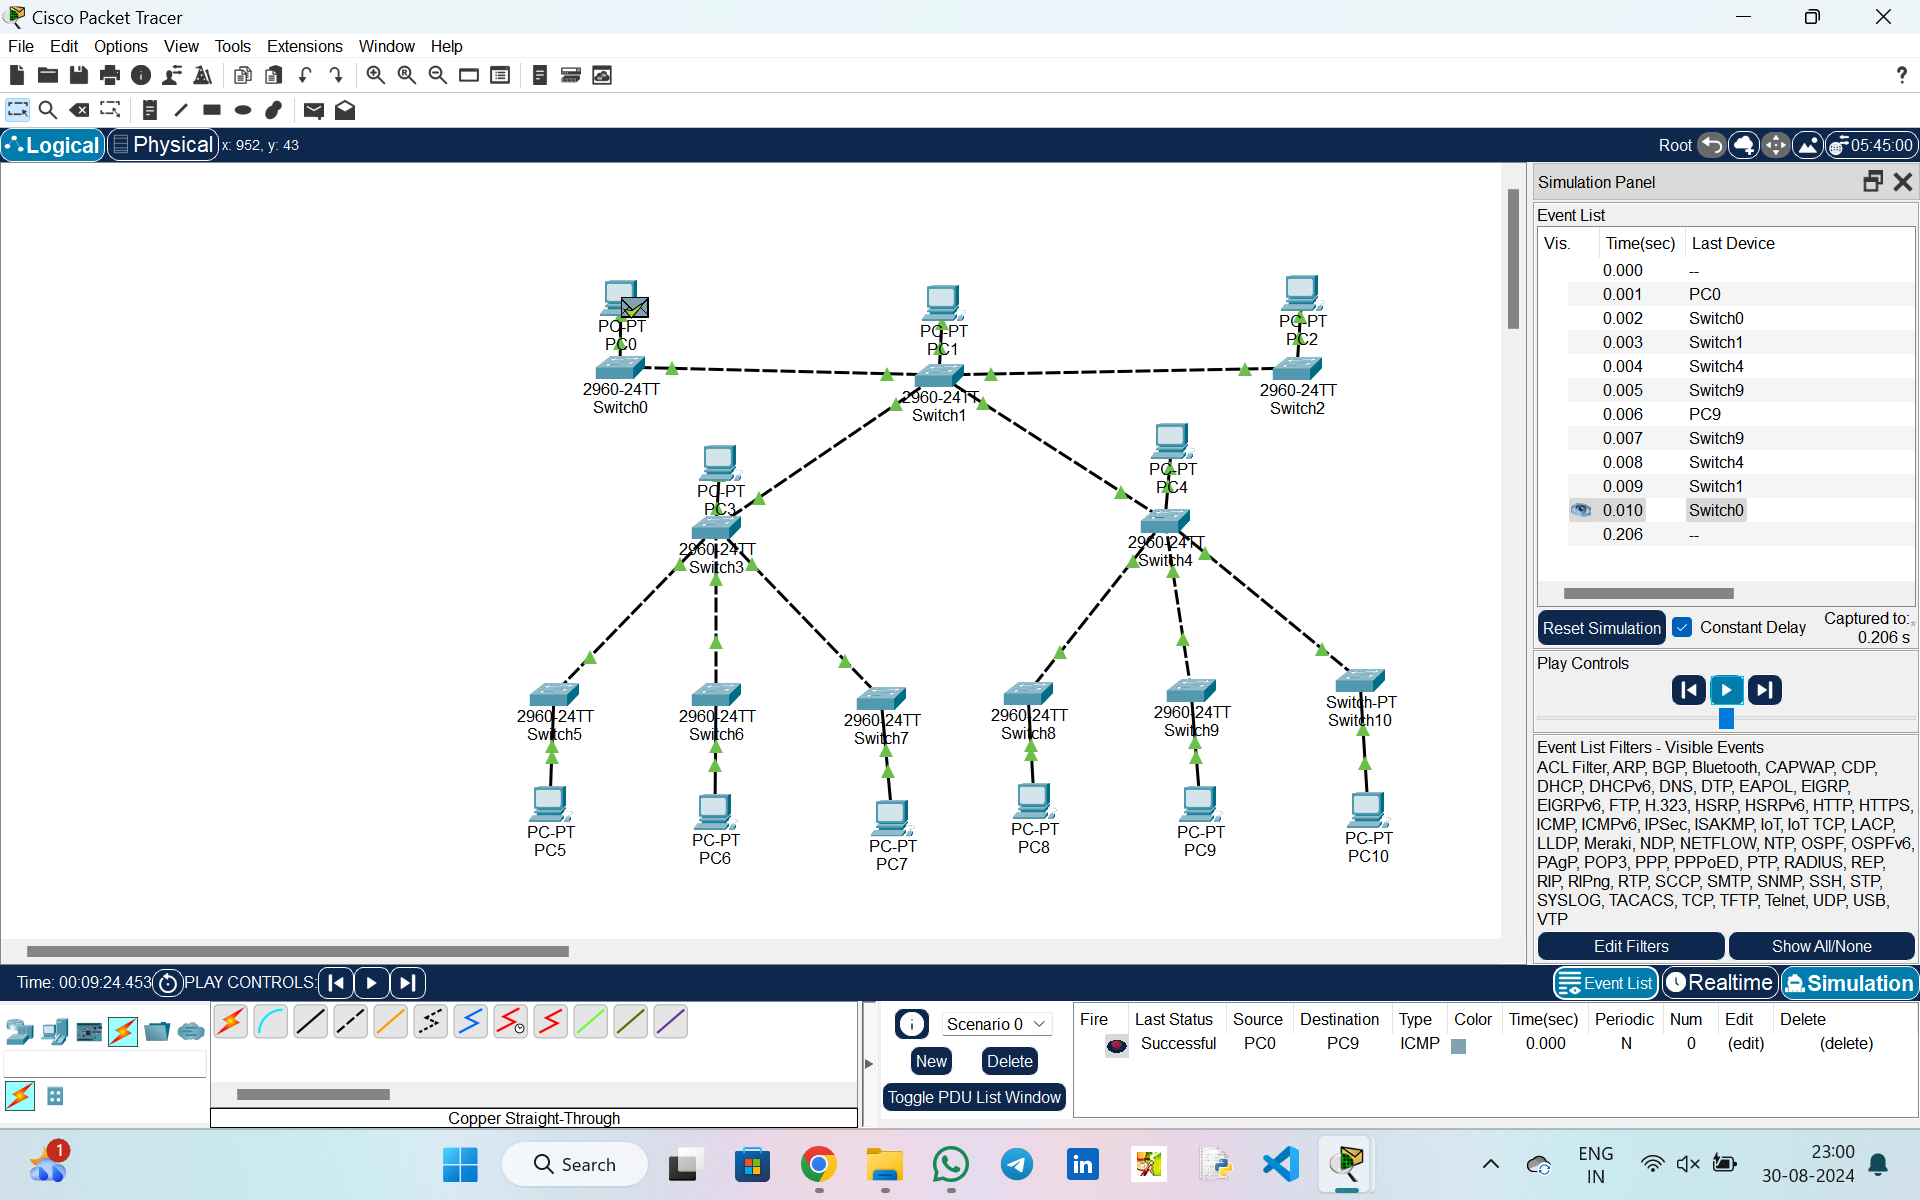 Cisco Packet Tracer
File Edit Options View Tools Extensions Window Help
?
Logical Physical x: 952, y: 43 Root 05:45:00
Simulation Panel
Event List
Vis. Time(sec) Last Device
0.000 --
0.001 PC0
0.002 Switch0
0.003 Switch1
0.004 Switch4
0.005 Switch9
0.006 PC9
0.007 Switch9
0.008 Switch4
0.009 Switch1
0.010 Switch0
0.206 --
Reset Simulation Constant Delay Captured to:
0.206 s
Play Controls
Event List Filters - Visible Events
ACL Filter, ARP, BGP, Bluetooth, CAPWAP, CDP,
DHCP, DHCPv6, DNS, DTP, EAPOL, EIGRP,
EIGRPv6, FTP, H.323, HSRP, HSRPv6, HTTP, HTTPS,
ICMP, ICMPv6, IPSec, ISAKMP, IoT, IoT TCP, LACP,
LLDP, Meraki, NDP, NETFLOW, NTP, OSPF, OSPFv6,
PAgP, POP3, PPP, PPPoED, PTP, RADIUS, REP,
RIP, RIPng, RTP, SCCP, SMTP, SNMP, SSH, STP,
SYSLOG, TACACS, TCP, TFTP, Telnet, UDP, USB,
VTP
Edit Filters Show All/None
PC-PT
PC0
PC-PT
PC1
PC-PT
PC2
2960-24TT
Switch0
2960-24TT
Switch1
2960-24TT
Switch2
PC-PT
PC3
PC-PT
PC4
2960-24TT
Switch3
2960-24TT
Switch4
2960-24TT
Switch5
2960-24TT
Switch6
2960-24TT
Switch7
2960-24TT
Switch8
2960-24TT
Switch9
Switch-PT
Switch10
PC-PT
PC5
PC-PT
PC6
PC-PT
PC7
PC-PT
PC8
PC-PT
PC9
PC-PT
PC10
Time: 00:09:24.453 PLAY CONTROLS: Event List Realtime Simulation
Scenario 0
New Delete
Toggle PDU List Window
Fire Last Status Source Destination Type Color Time(sec) Periodic Num Edit Delete
Successful PC0 PC9 ICMP 0.000 N 0 (edit) (delete)
Copper Straight-Through
1
Search
in
ENG
IN
23:00
30-08-2024